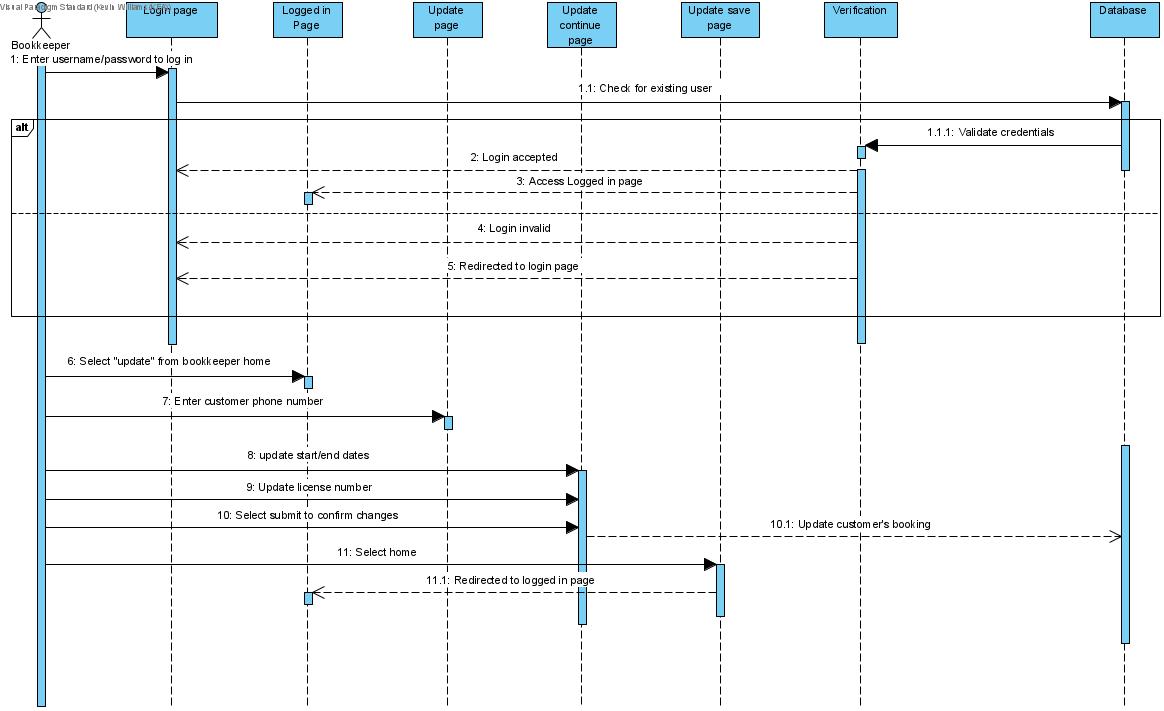 Visual Paradigm Standard (Kevin Williams
Login page
Logged in
Page
Update
page
Update
continue
page
Update save
page
Verification
Database
Bookkeeper
1: Enter username/password to log in
1.1: Check for existing user
alt
1.1.1: Validate credentials
2: Login accepted
3: Access Logged in page
4: Login invalid
5: Redirected to login page
6: Select "update" from bookkeeper home
7: Enter customer phone number
8: update start/end dates
9: Update license number
10: Select submit to confirm changes
10.1: Update customer's booking
11: Select home
11.1: Redirected to logged in page